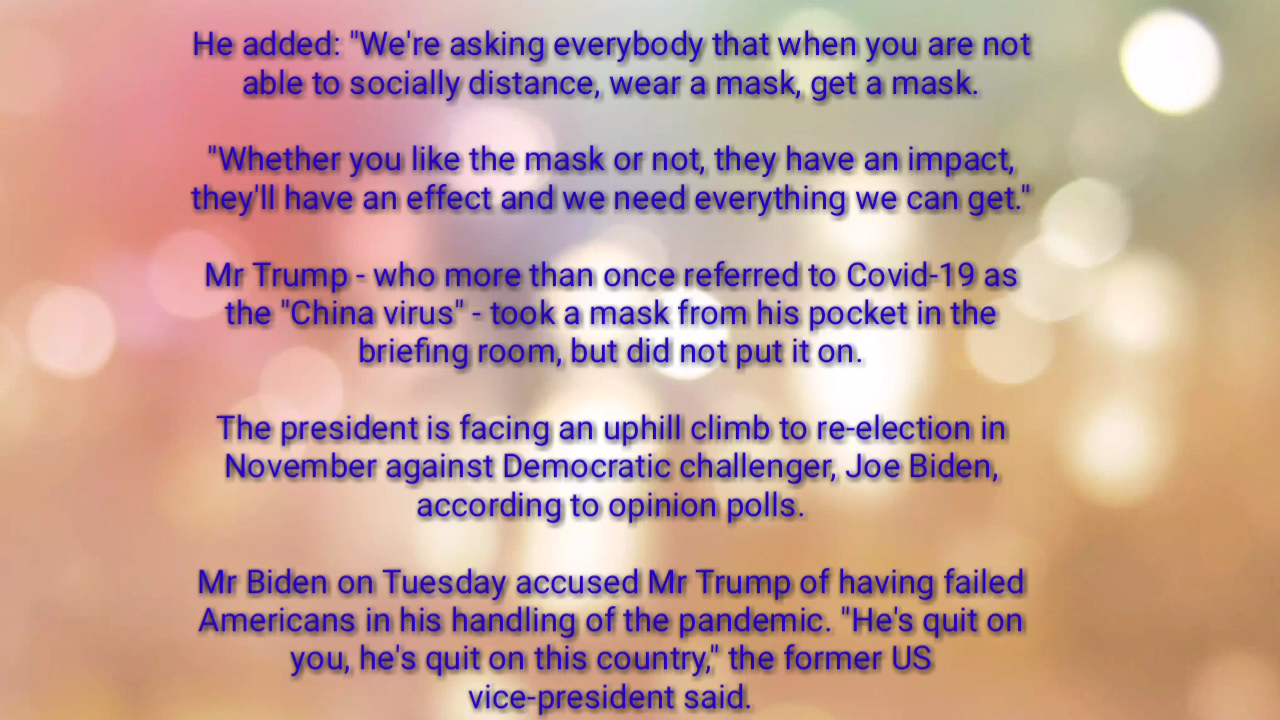 He added: "We're asking everybody that when you are not
able to socially distance, wear a mask, get a mask.
"Whether you like the mask or not, they have an impact,
they'll have an effect and we need everything we can get."
Mr Trump - who more than once referred to Covid-19 as
the "China virus" - took a mask from his pocket in the
briefing room, but did not put it on.
The president is facing an uphill climb to re-election in
November against Democratic challenger, Joe Biden,
according to opinion polls.
Mr Biden on Tuesday accused Mr Trump of having failed
Americans in his handling of the pandemic. "He's quit on
you, he's quit on this country," the former US
vice-president said.